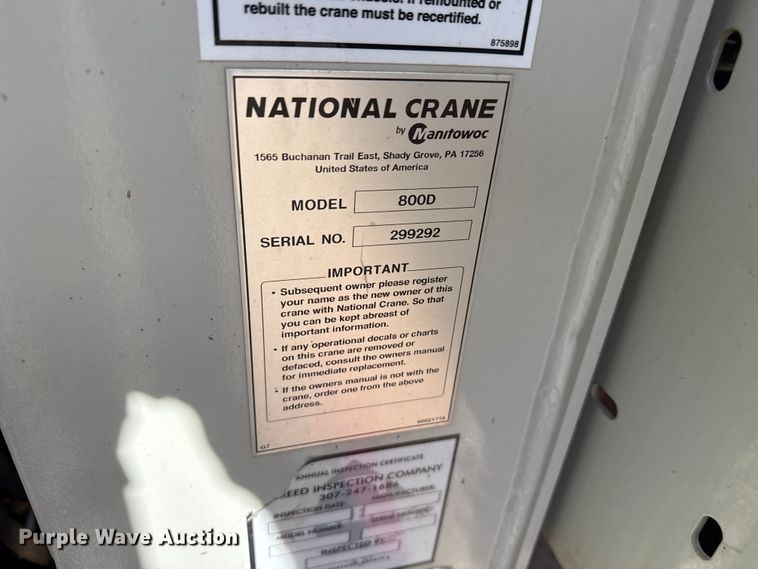 rebuilt the crane must be recertified.
875898
NATIONAL CRANE
by Manitowoc
1565 Buchanan Trail East, Shady Grove, PA 17256
United States of America
MODEL 800D
SERIAL NO. 299292
IMPORTANT
• Subsequent owner please register
your name as the new owner of this
crane with National Crane. So that
you can be kept abreast of
important information.
• If any operational decals or charts
on this crane are removed or
defaced, consult the owners manual
for immediate replacement.
• If the owners manual is not with the
crane, order one from the above
address.
G7
ANNUAL INSPECTION CERTIFICATE
REED INSPECTION COMPANY
307-247-1686
INSPECTION DATE: MANUFACTURER:
MODEL NUMBER: SERIAL NUMBER:
INSPECTED BY:
Purple Wave Auction